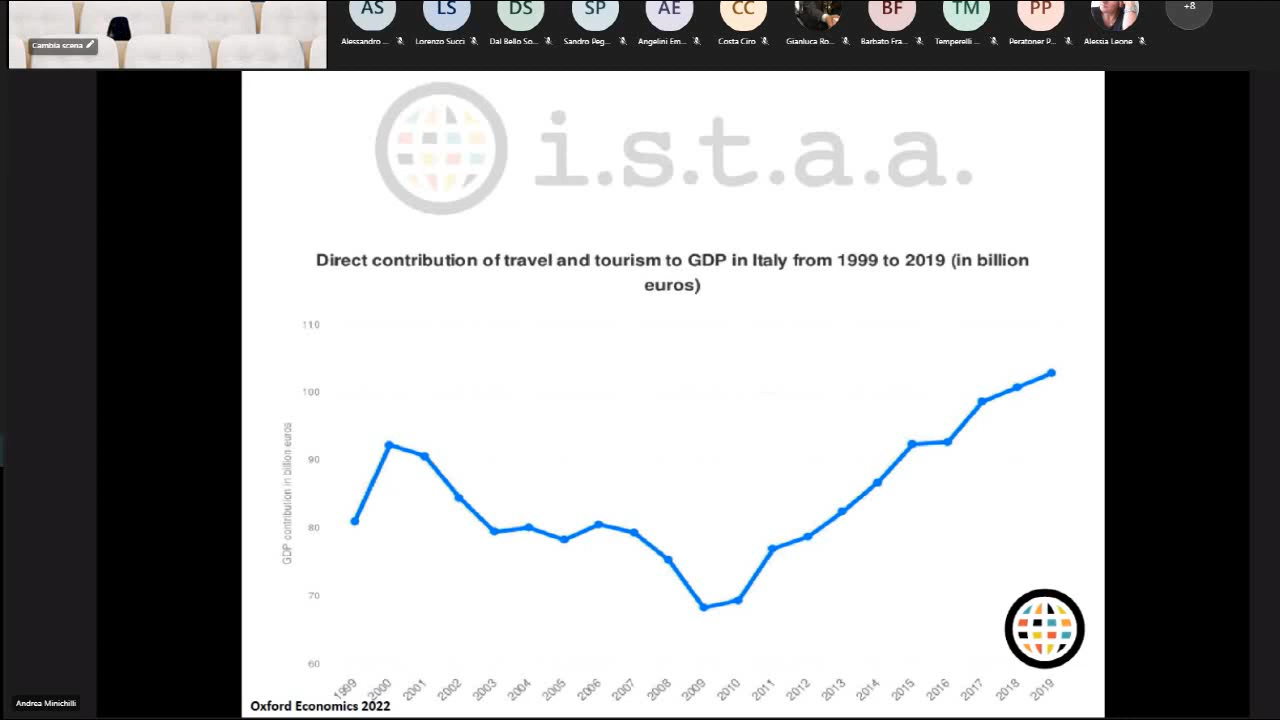 AS LS DS SP AE CC BF TM PP +8
Cambia scena
Alessandro ... Lorenzo Succi Dal Bello So... Sandro Peg... Angelini Em... Costa Ciro Gianluca Ro... Barbato Fra... Temperelli ... Peratoner P... Alessia Leone
i.s.t.a.a.
Direct contribution of travel and tourism to GDP in Italy from 1999 to 2019 (in billion
euros)
GDP contribution in billion euros
110
100
90
80
70
60
1999 2000 2001 2002 2003 2004 2005 2006 2007 2008 2009 2010 2011 2012 2013 2014 2015 2016 2017 2018 2019
Andrea Minichilli
Oxford Economics 2022